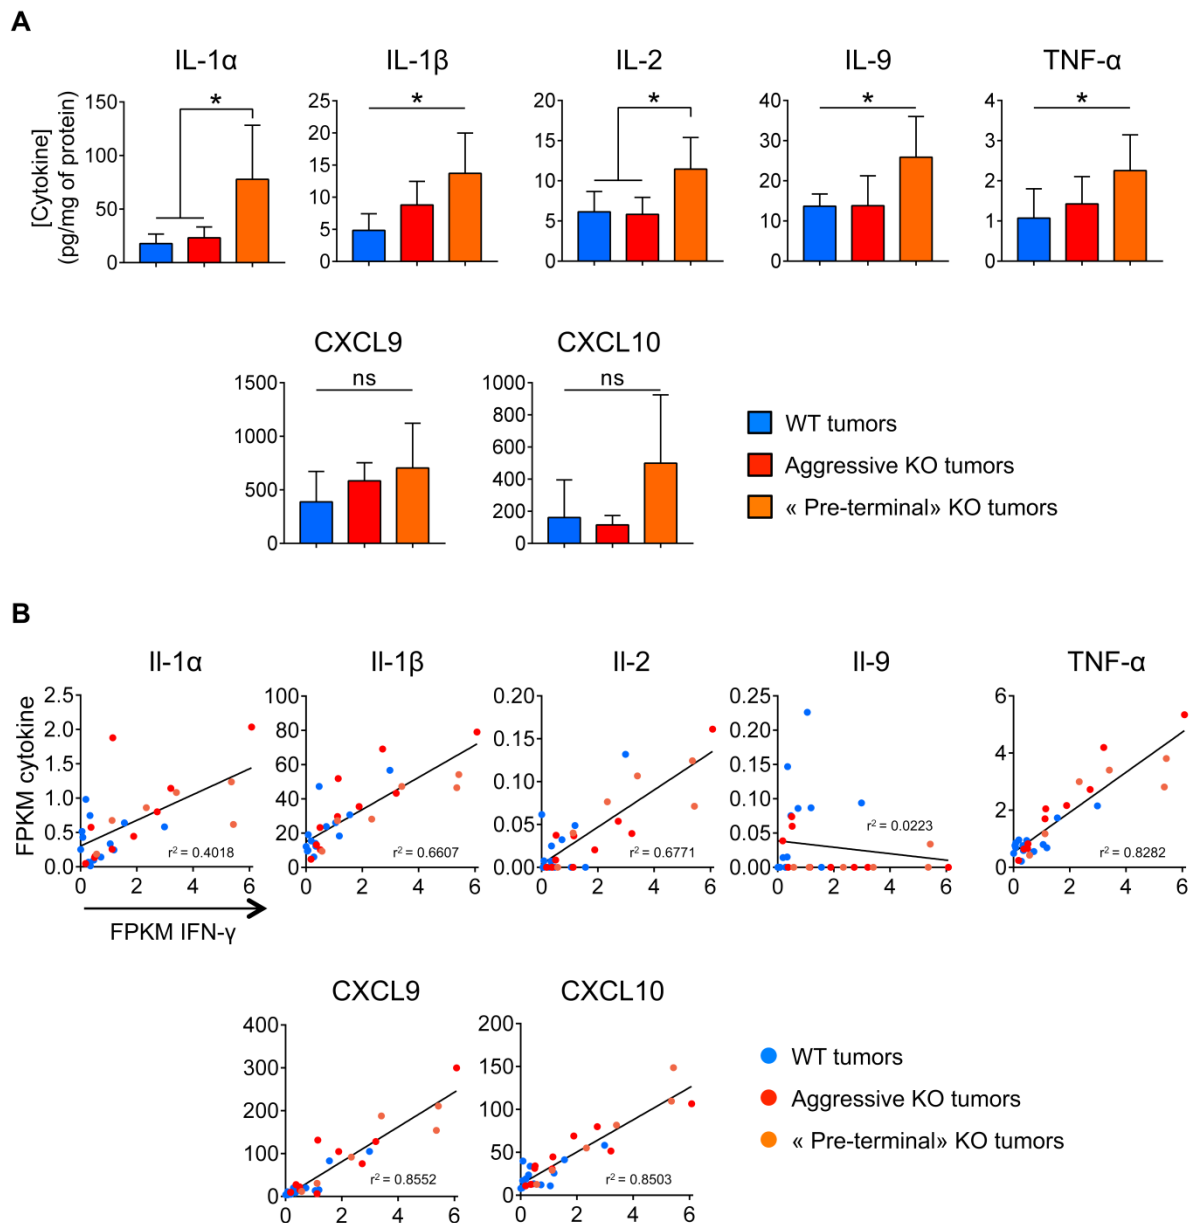 A
IL-1α
IL-1β
IL-2
IL-9
TNF-α
[Cytokine]
(pg/mg of protein)
150
100
50
0
*
25
20
15
10
5
0
*
20
15
10
5
0
*
40
30
20
10
0
*
4
3
2
1
0
*
CXCL9
CXCL10
1500
1000
500
0
ns
1000
800
600
400
200
0
ns
WT tumors
Aggressive KO tumors
« Pre-terminal» KO tumors
B
Il-1α
Il-1β
Il-2
Il-9
TNF-α
FPKM cytokine
2.5
2.0
1.5
1.0
0.5
0.0
r² = 0.4018
0 2 4 6
FPKM IFN-γ
100
80
60
40
20
0
r² = 0.6607
0 2 4 6
0.20
0.15
0.10
0.05
0.00
r² = 0.6771
0 2 4 6
0.25
0.20
0.15
0.10
0.05
0.00
r² = 0.0223
0 2 4 6
6
4
2
0
r² = 0.8282
0 2 4 6
CXCL9
CXCL10
400
300
200
100
0
r² = 0.8552
0 2 4 6
200
150
100
50
0
r² = 0.8503
0 2 4 6
WT tumors
Aggressive KO tumors
« Pre-terminal» KO tumors